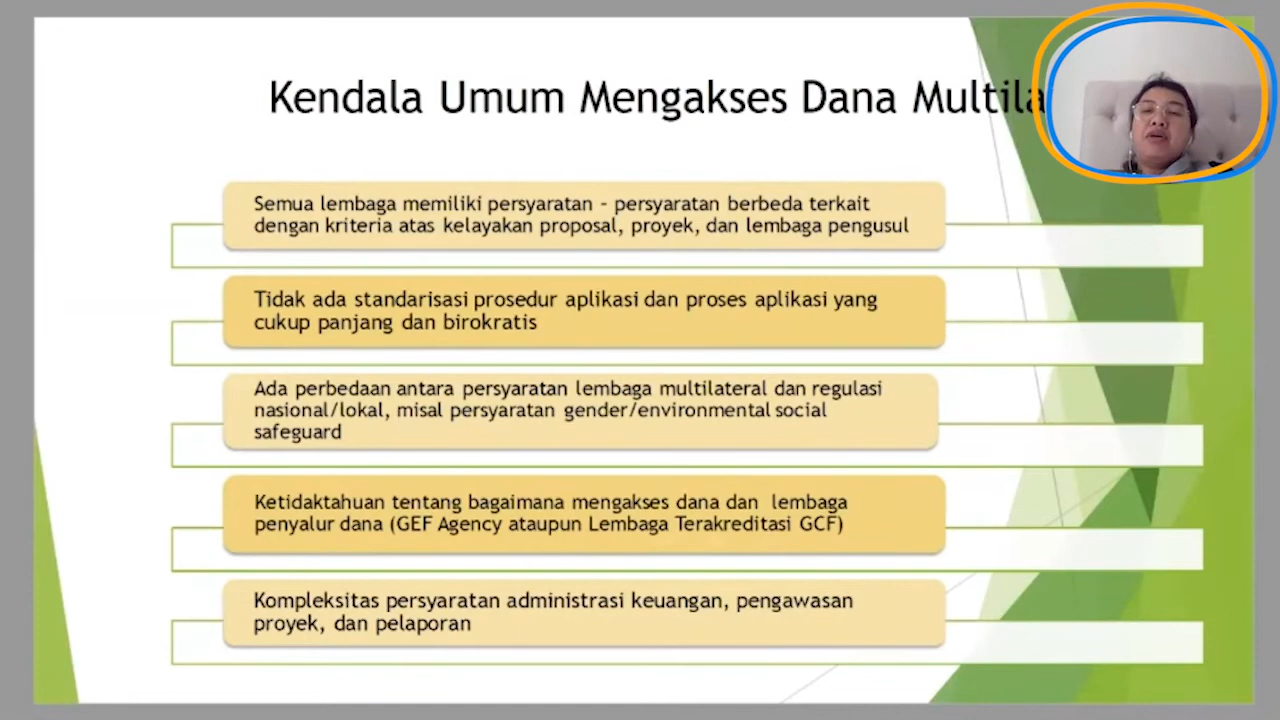 Kendala Umum Mengakses Dana
Semua lembaga memiliki persyaratan - persyaratan berbeda terkait
dengan kriteria atas kelayakan proposal, proyek, dan lembaga pengusul
Tidak ada standarisasi prosedur aplikasi dan proses aplikasi yang
cukup panjang dan birokratis
Ada perbedaan antara persyaratan lembaga multilateral dan regulasi
nasional/lokal, misal persyaratan gender/environmental social
safeguard
Ketidaktahuan tentang bagaimana mengakses dana dan lembaga
penyalur dana (GEF Agency ataupun Lembaga Terakreditasi GCF)
Kompleksitas persyaratan administrasi keuangan, pengawasan
proyek, dan pelaporan